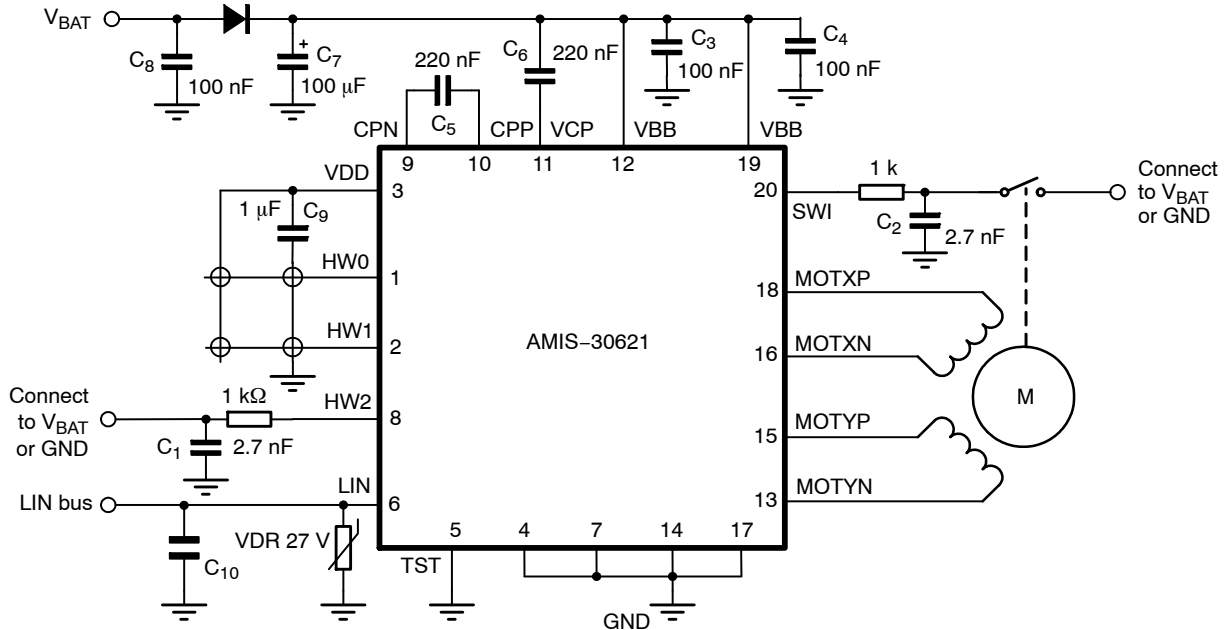 VBAT
C8
100 nF
+
C7
100 μF
220 nF
C5
C6
220 nF
C3
100 nF
C4
100 nF
CPN
CPP
VCP
VBB
VBB
9
10
11
12
19
VDD
3
1 μF
C9
HW0
1
HW1
2
Connect
to VBAT
or GND
1 kΩ
HW2
8
C1
2.7 nF
LIN bus
LIN
6
C10
VDR 27 V
AMIS−30621
20
SWI
1 k
C2
2.7 nF
Connect
to VBAT
or GND
18
MOTXP
16
MOTXN
M
15
MOTYP
13
MOTYN
5
4
7
14
17
TST
GND